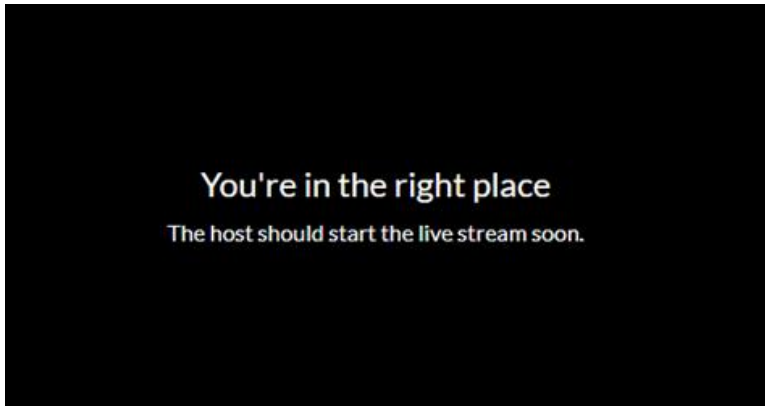 You're in the right place
The host should start the live stream soon.